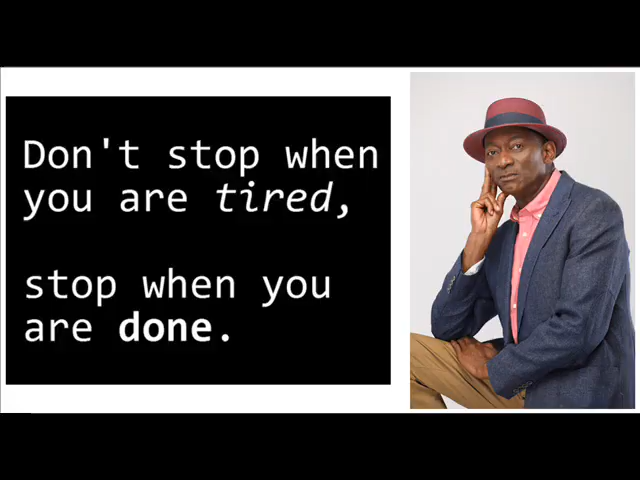 Don't stop when
you are tired,
stop when you
are done.